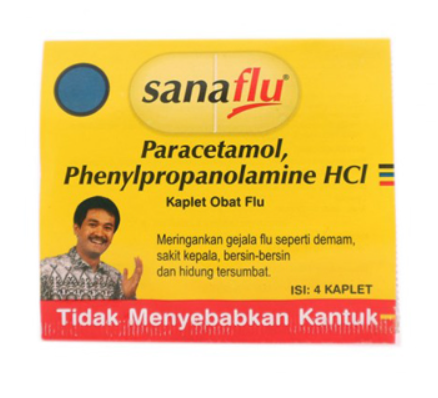 sanaflu®
Paracetamol,
Phenylpropanolamine HCl
Kaplet Obat Flu
Meringankan gejala flu seperti demam,
sakit kepala, bersin-bersin
dan hidung tersumbat.
ISI: 4 KAPLET
Tidak Menyebabkan Kantuk